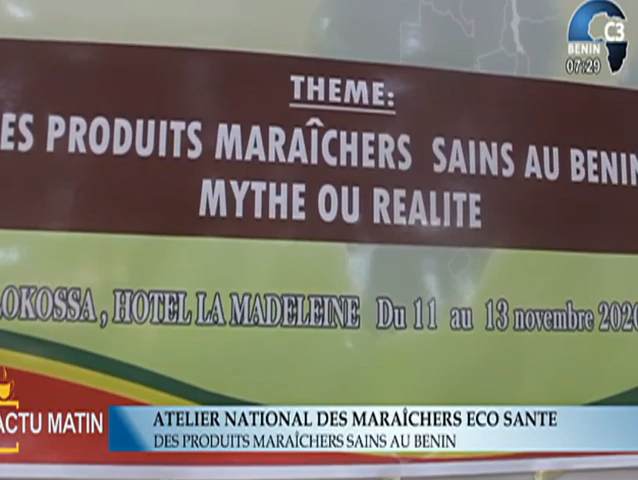 C3
BENIN
07:29
THEME:
ES PRODUITS MARAÎCHERS SAINS AU BENIN
MYTHE OU REALITE
LOKOSSA, HOTEL LA MADELEINE Du 11 au 13 novembre 2020
ACTU MATIN
ATELIER NATIONAL DES MARAÎCHERS ECO SANTE
DES PRODUITS MARAÎCHERS SAINS AU BENIN